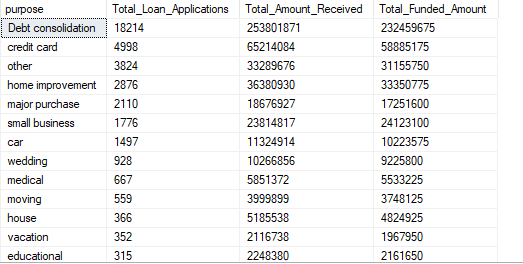 purpose Total_Loan_Applications Total_Amount_Received Total_Funded_Amount
Debt consolidation 18214 253801871 232459675
credit card 4998 65214084 58885175
other 3824 33289676 31155750
home improvement 2876 36380930 33350775
major purchase 2110 18676927 17251600
small business 1776 23814817 24123100
car 1497 11324914 10223575
wedding 928 10266856 9225800
medical 667 5851372 5533225
moving 559 3999899 3748125
house 366 5185538 4824925
vacation 352 2116738 1967950
educational 315 2248380 2161650